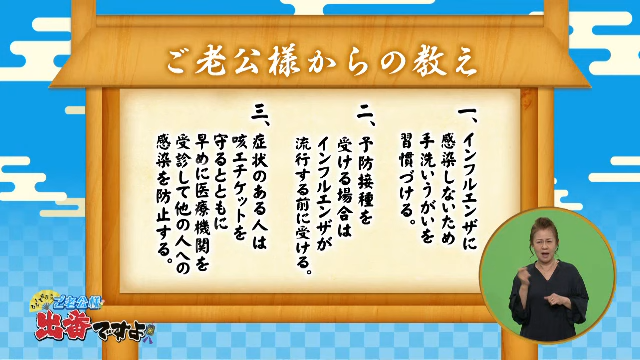 ご老公様からの教え
一、インフルエンザに
感染しないため
手洗いうがいを
習慣づける。
二、予防接種を
受ける場合は
インフルエンザが
流行する前に受ける。
三、症状のある人は
咳エチケットを
守るとともに
早めに医療機関を
受診して他の人への
感染を防止する。
ご老公様
出番ですよ